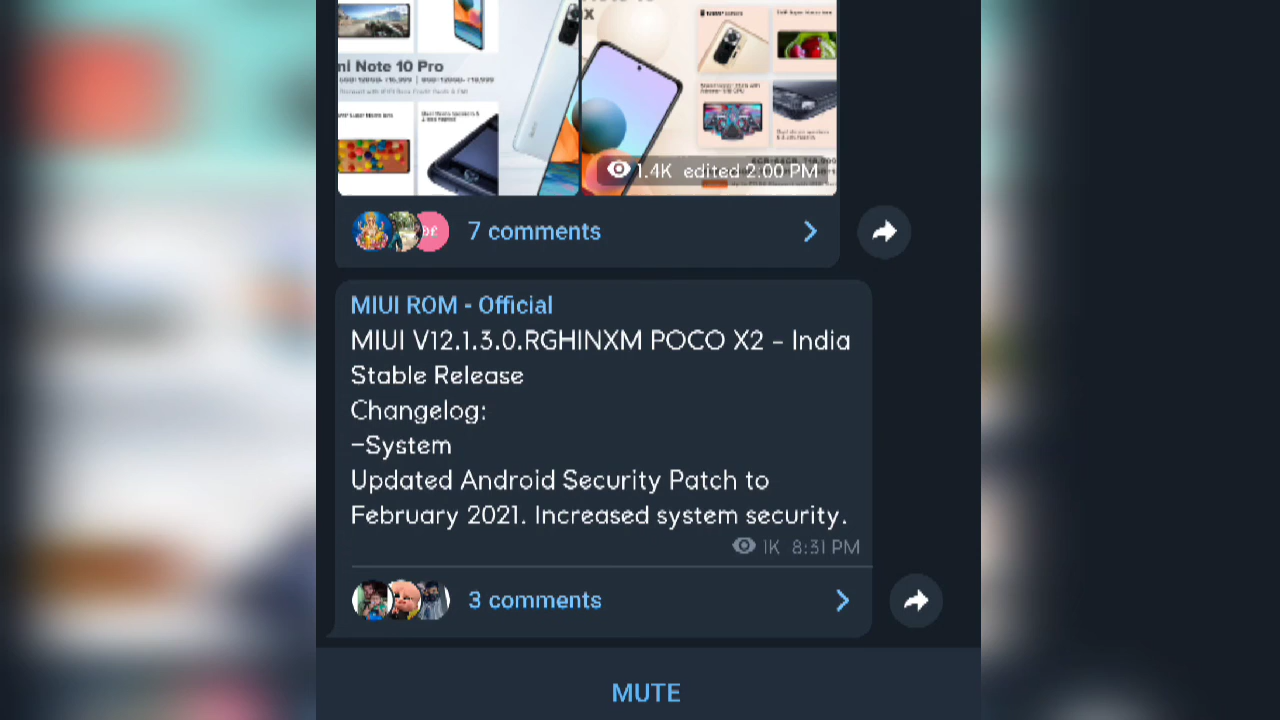 x
ni Note 10 Pro
1.4K edited 2:00 PM
7 comments
MIUI ROM - Official
MIUI V12.1.3.0.RGHINXM POCO X2 - India
Stable Release
Changelog:
-System
Updated Android Security Patch to
February 2021. Increased system security.
1K 8:31 PM
3 comments
MUTE